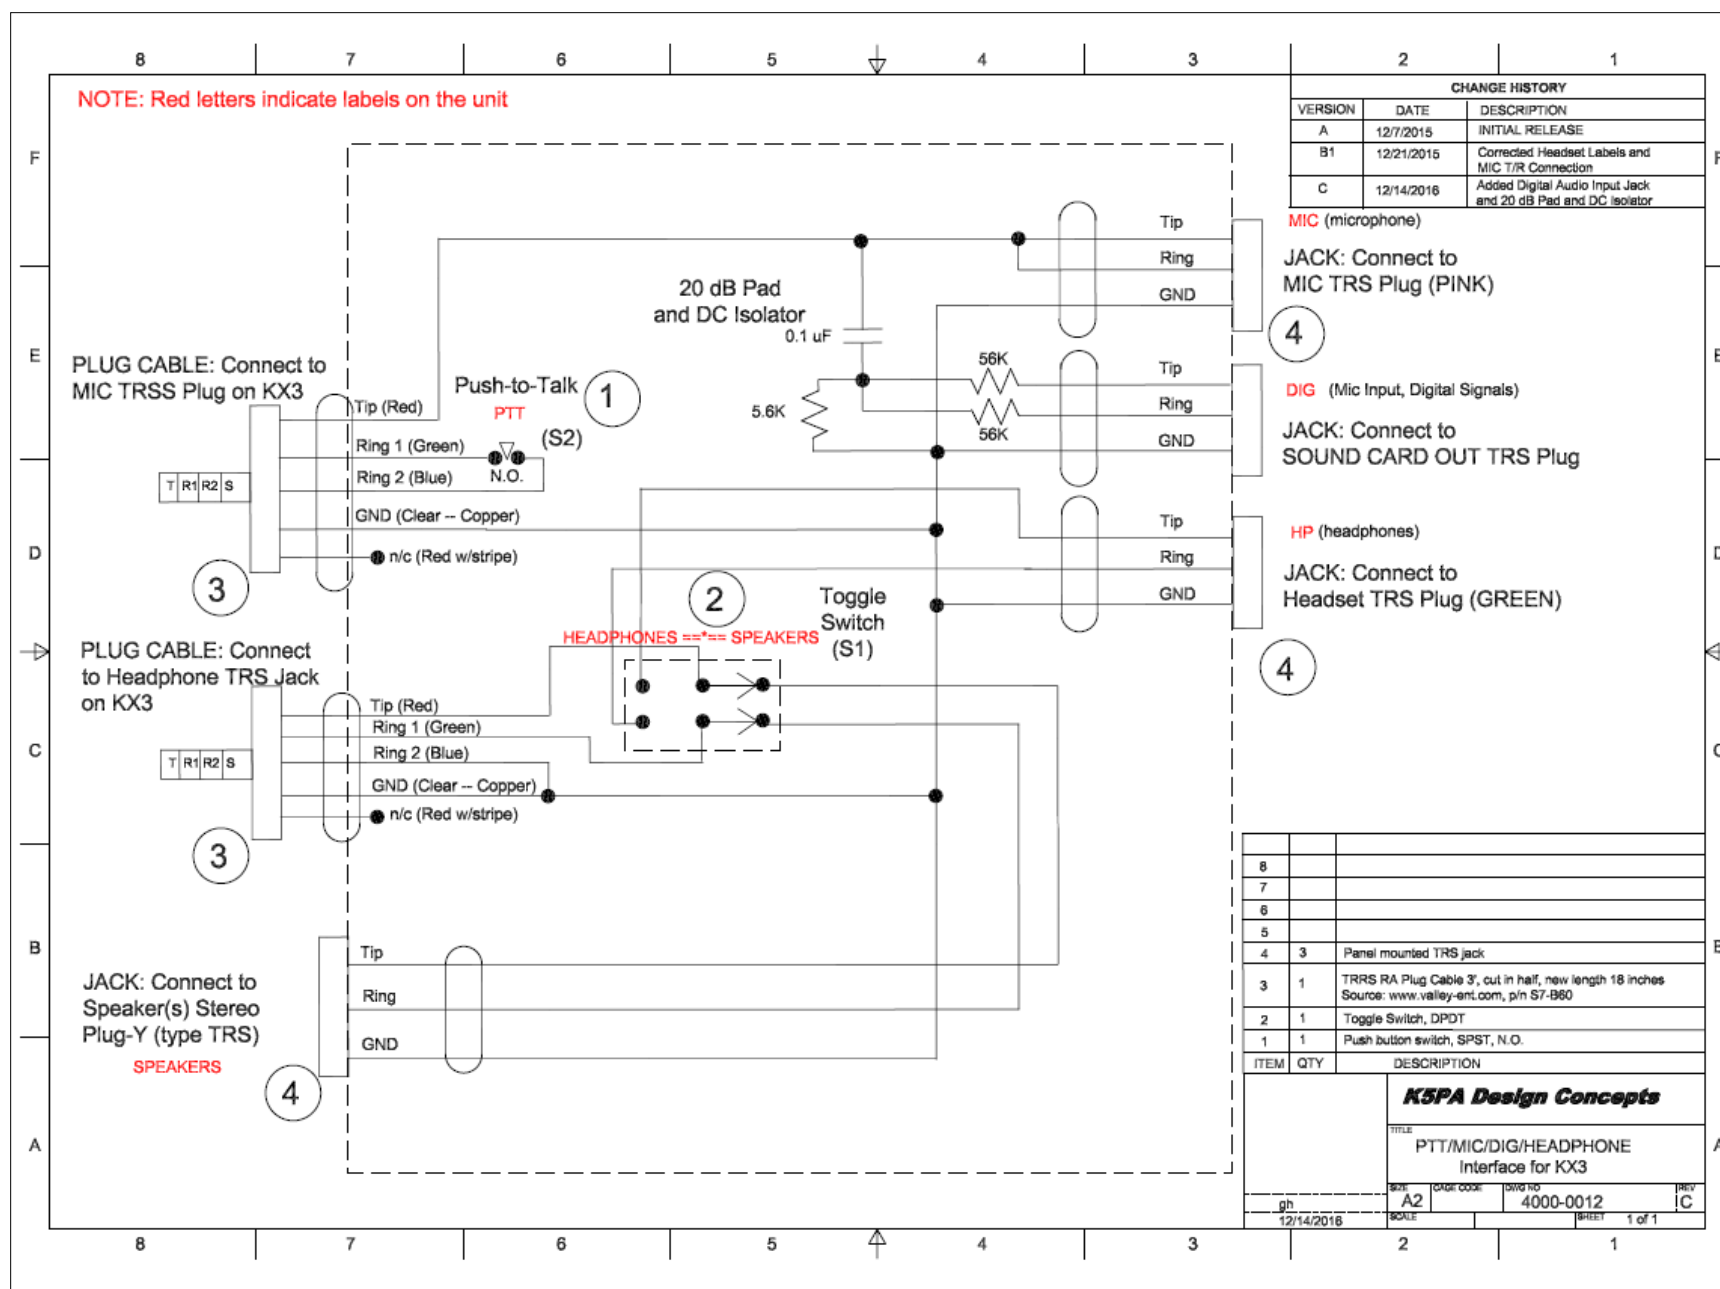 8 7 6 5 4 3 2 1
NOTE: Red letters indicate labels on the unit
CHANGE HISTORY
VERSION DATE DESCRIPTION
A 12/7/2015 INITIAL RELEASE
B1 12/21/2015 Corrected Headset Labels and
MIC T/R Connection
C 12/14/2016 Added Digital Audio Input Jack
and 20 dB Pad and DC Isolator
F
F
Tip
Ring
GND
MIC (microphone)
JACK: Connect to
MIC TRS Plug (PINK)
4
20 dB Pad
and DC Isolator
0.1 uF
E
E
PLUG CABLE: Connect to
MIC TRSS Plug on KX3
Push-to-Talk
PTT
(S2)
1
N.O.
Tip (Red)
Ring 1 (Green)
Ring 2 (Blue)
GND (Clear -- Copper)
n/c (Red w/stripe)
T R1 R2 S
3
5.6K
56K
56K
Tip
Ring
GND
DIG (Mic Input, Digital Signals)
JACK: Connect to
SOUND CARD OUT TRS Plug
D
D
Tip
Ring
GND
HP (headphones)
JACK: Connect to
Headset TRS Plug (GREEN)
4
2
Toggle
Switch
(S1)
HEADPHONES ==*== SPEAKERS
PLUG CABLE: Connect
to Headphone TRS Jack
on KX3
Tip (Red)
Ring 1 (Green)
Ring 2 (Blue)
GND (Clear -- Copper)
n/c (Red w/stripe)
T R1 R2 S
3
C
C
B
B
Tip
Ring
GND
JACK: Connect to
Speaker(s) Stereo
Plug-Y (type TRS)
SPEAKERS
4
A
A
8
7
6
5
4 3 Panel mounted TRS jack
3 1 TRRS RA Plug Cable 3', cut in half, new length 18 inches
Source: www.valley-ent.com, p/n S7-B60
2 1 Toggle Switch, DPDT
1 1 Push button switch, SPST, N.O.
ITEM QTY DESCRIPTION
K5PA Design Concepts
TITLE
PTT/MIC/DIG/HEADPHONE
Interface for KX3
SIZE CAGE CODE DWG NO REV
A2 4000-0012 C
gh
12/14/2016
SCALE SHEET 1 of 1
8 7 6 5 4 3 2 1